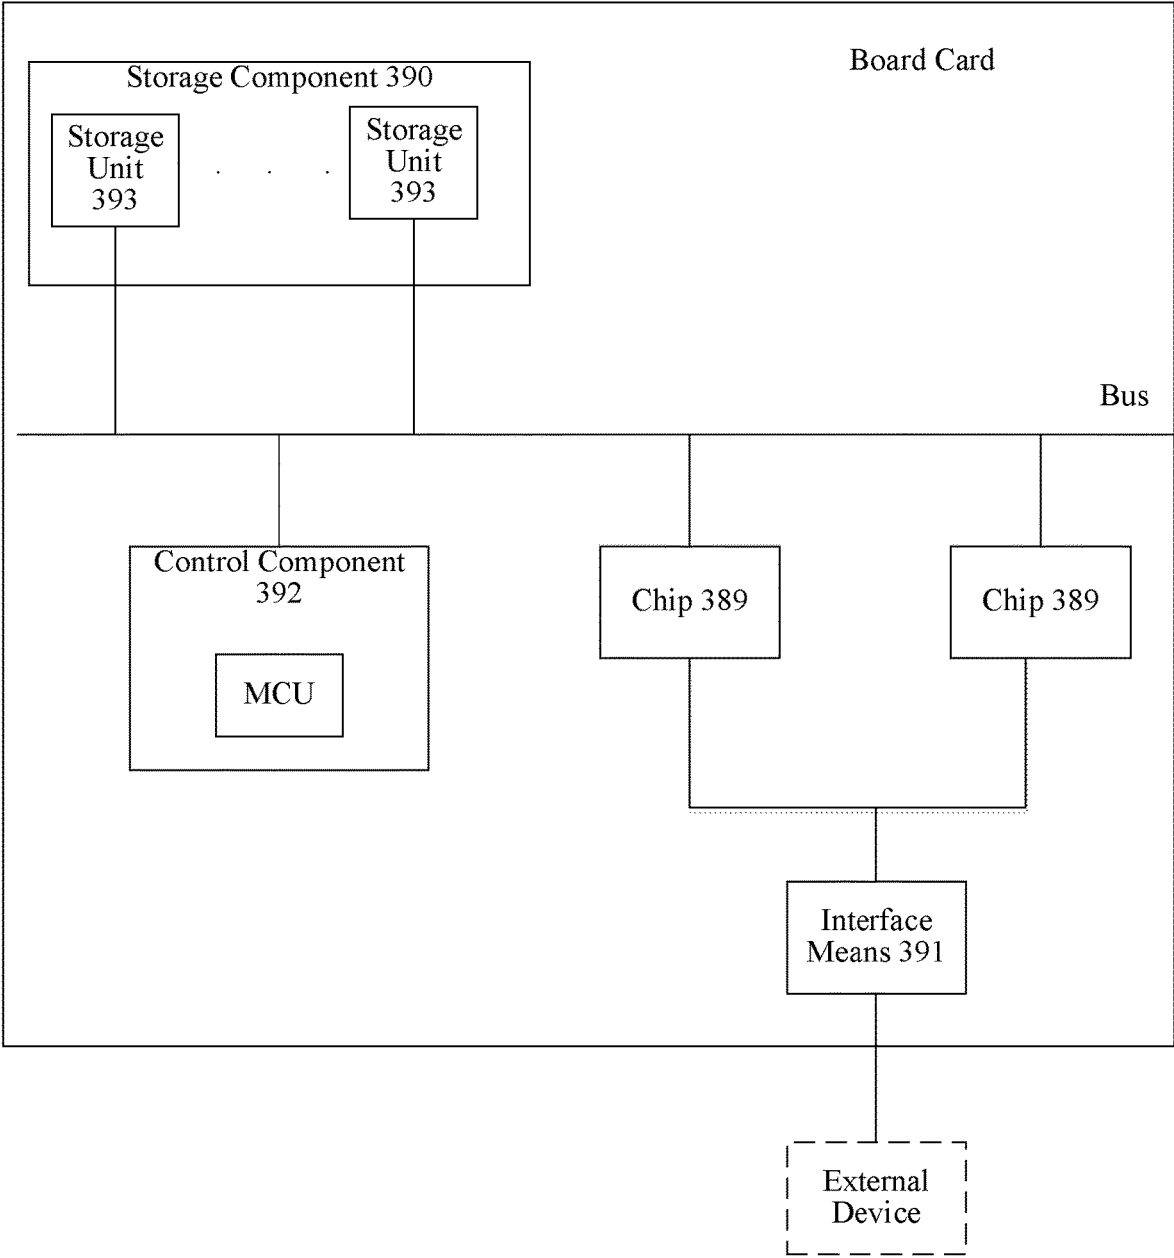 Board Card
Storage Component 390
Storage
Unit
393
. . .
Storage
Unit
393
Bus
Control Component
392
MCU
Chip 389
Chip 389
Interface
Means 391
External
Device